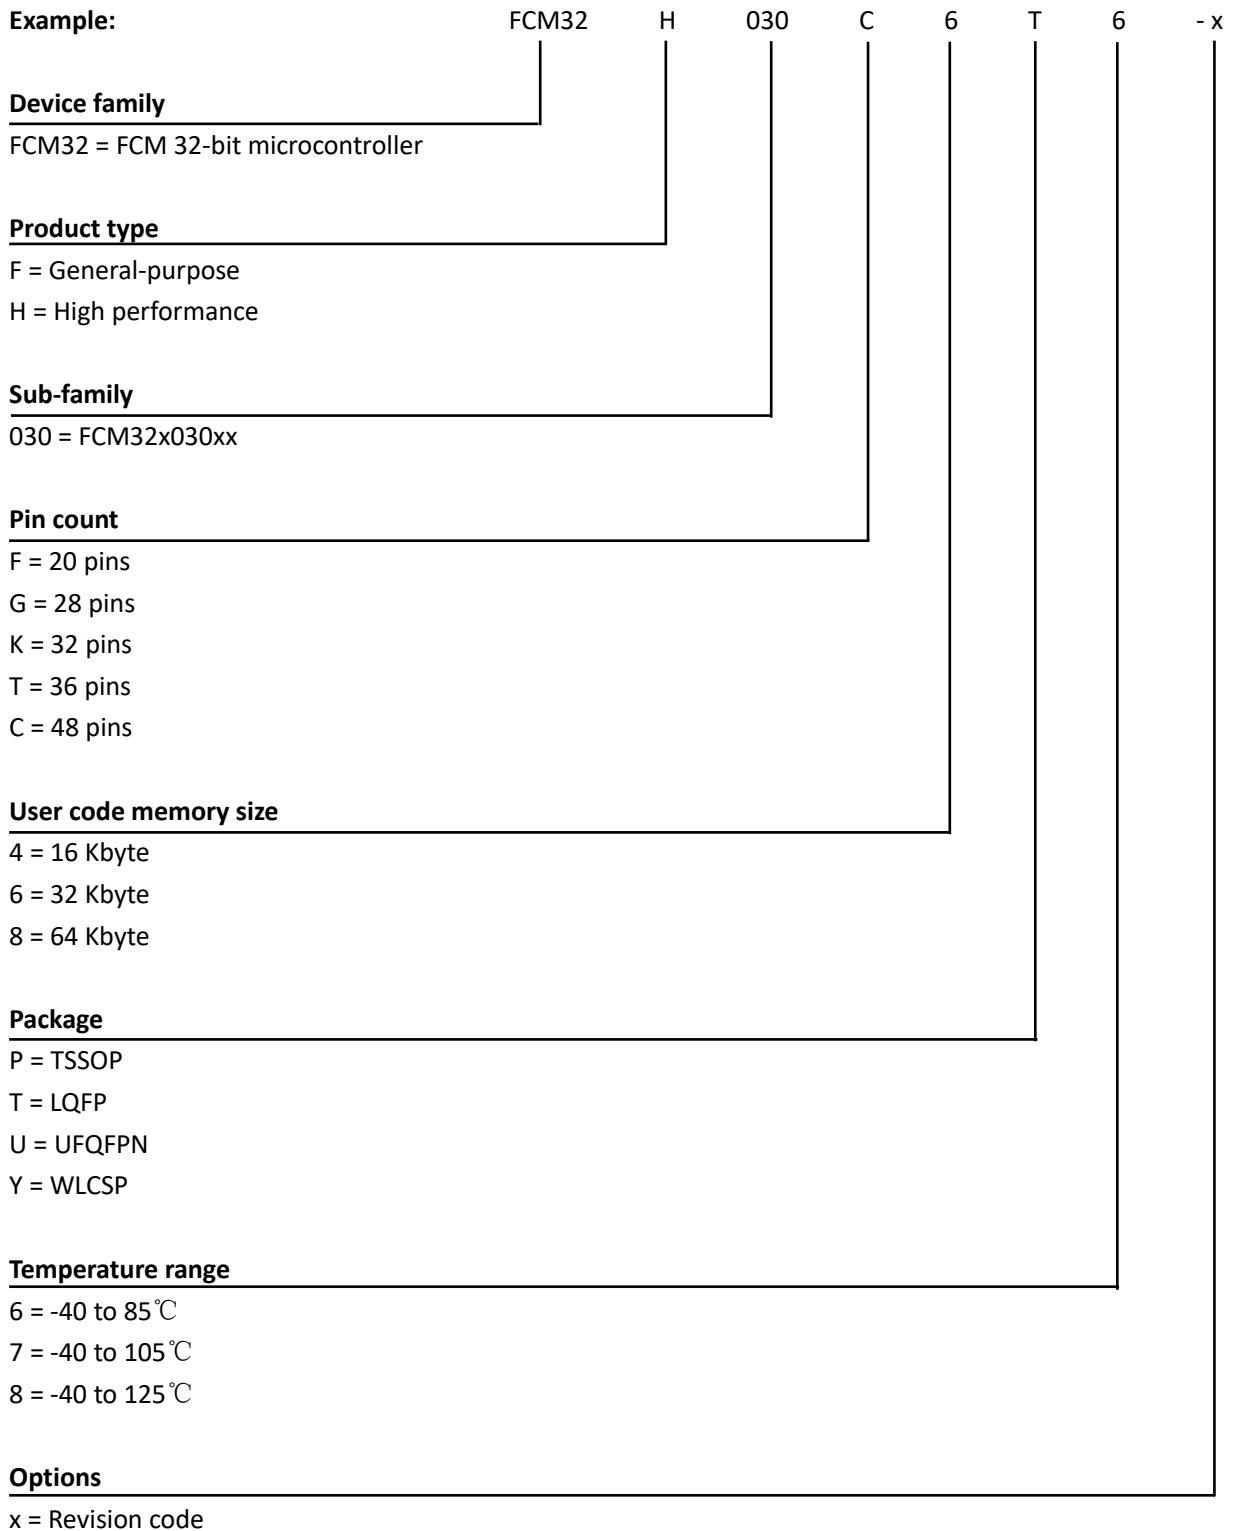 Example: FCM32 H 030 C 6 T 6 - x
Device family
FCM32 = FCM 32-bit microcontroller
Product type
F = General-purpose
H = High performance
Sub-family
030 = FCM32x030xx
Pin count
F = 20 pins
G = 28 pins
K = 32 pins
T = 36 pins
C = 48 pins
User code memory size
4 = 16 Kbyte
6 = 32 Kbyte
8 = 64 Kbyte
Package
P = TSSOP
T = LQFP
U = UFQFPN
Y = WLCSP
Temperature range
6 = -40 to 85℃
7 = -40 to 105℃
8 = -40 to 125℃
Options
x = Revision code